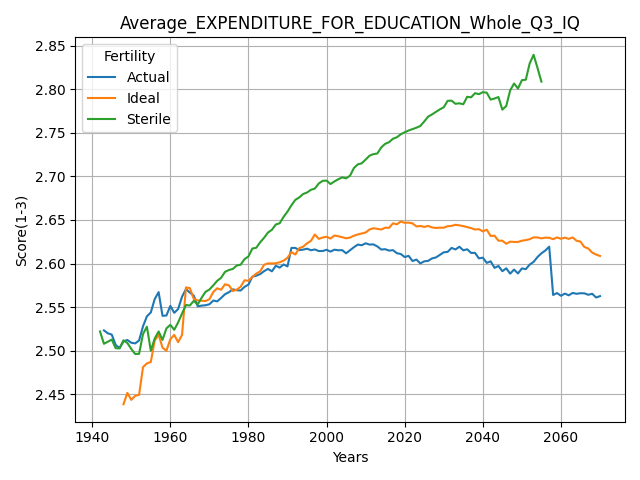 Average_EXPENDITURE_FOR_EDUCATION_Whole_Q3_IQ
Fertility
Actual
Ideal
Sterile
Score(1-3)
2.85
2.80
2.75
2.70
2.65
2.60
2.55
2.50
2.45
1940 1960 1980 2000 2020 2040 2060
Years